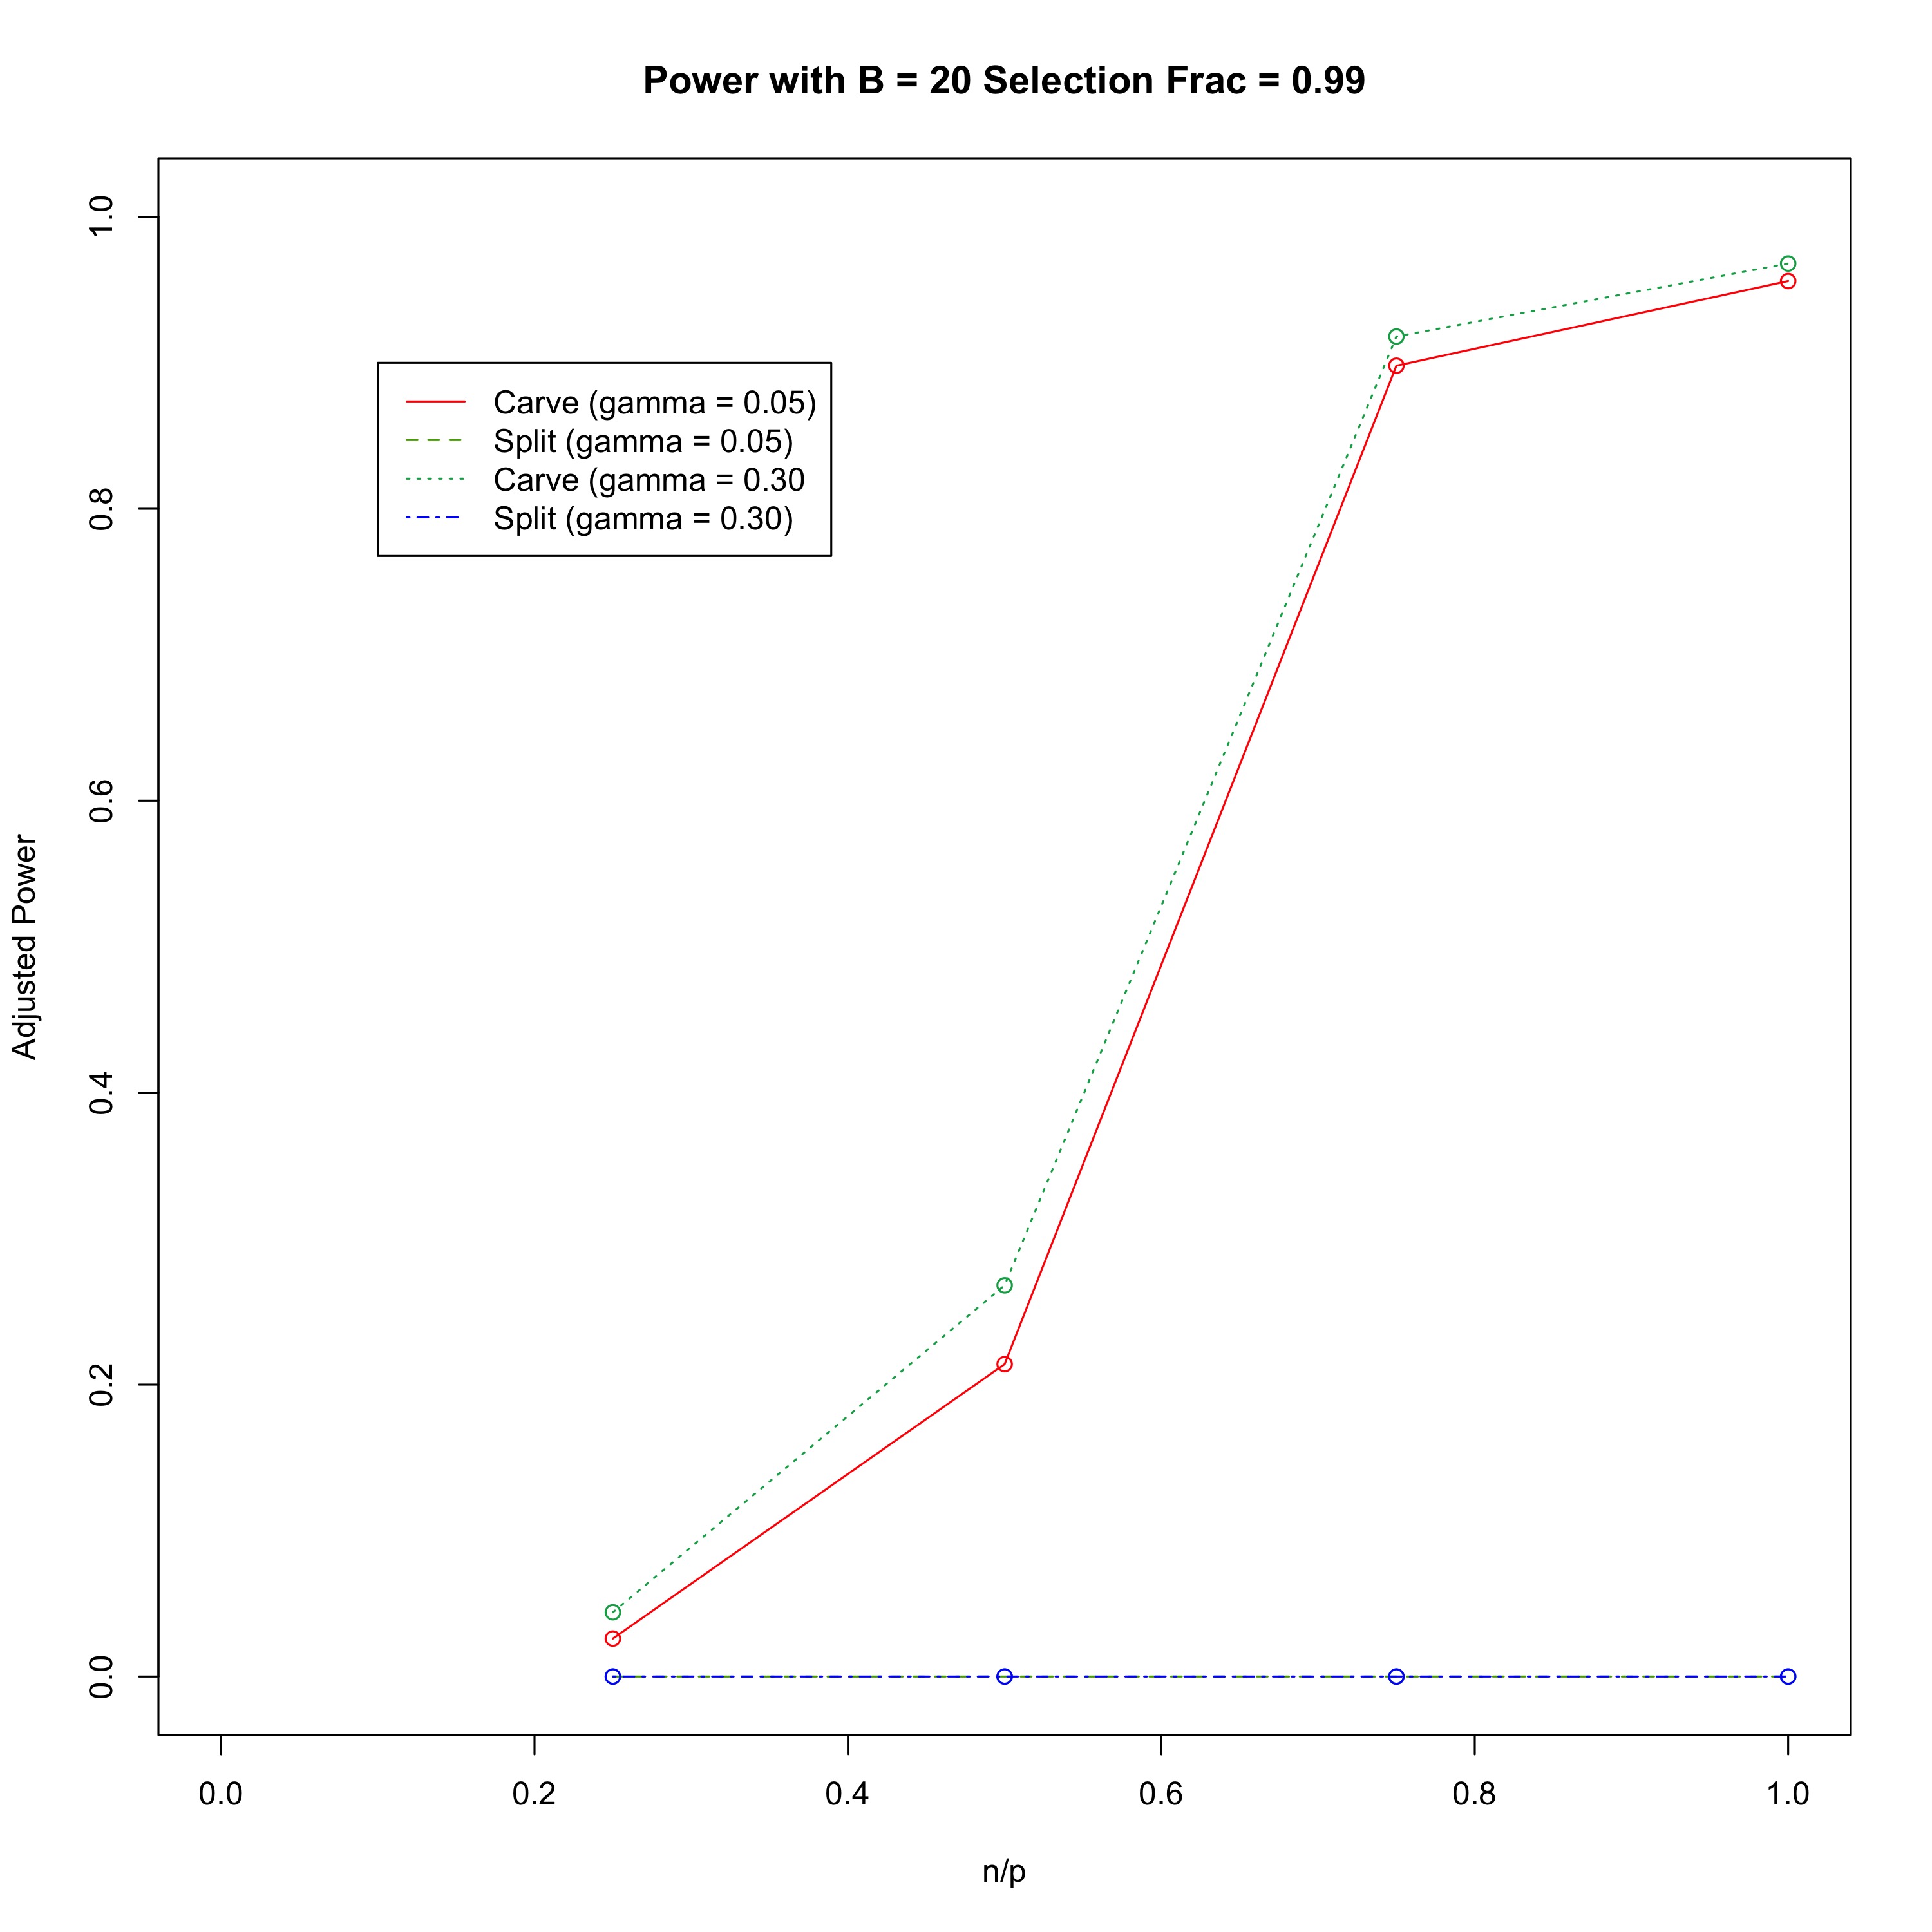 Power with B = 20 Selection Frac = 0.99
1.0
0.8
0.6
0.4
0.2
0.0
Adjusted Power
Carve (gamma = 0.05)
Split (gamma = 0.05)
Carve (gamma = 0.30
Split (gamma = 0.30)
0.0 0.2 0.4 0.6 0.8 1.0
n/p